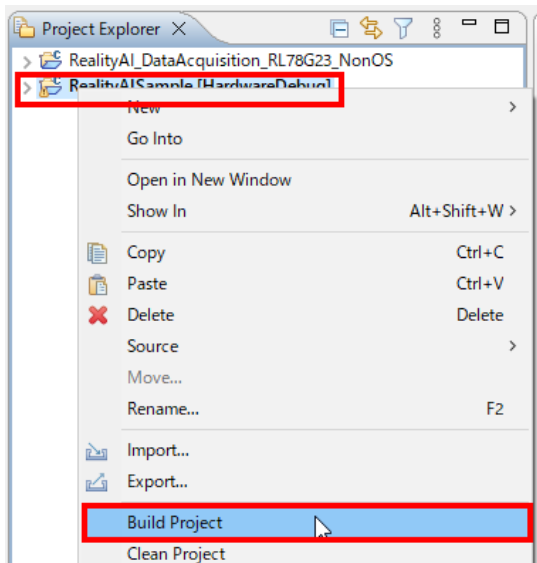 Project Explorer
RealityAI_DataAcquisition_RL78G23_NonOS
RealityAISample [HardwareDebug]
New
Go Into
Open in New Window
Show In Alt+Shift+W >
Copy Ctrl+C
Paste Ctrl+V
Delete Delete
Source
Move...
Rename... F2
Import...
Export...
Build Project
Clean Project